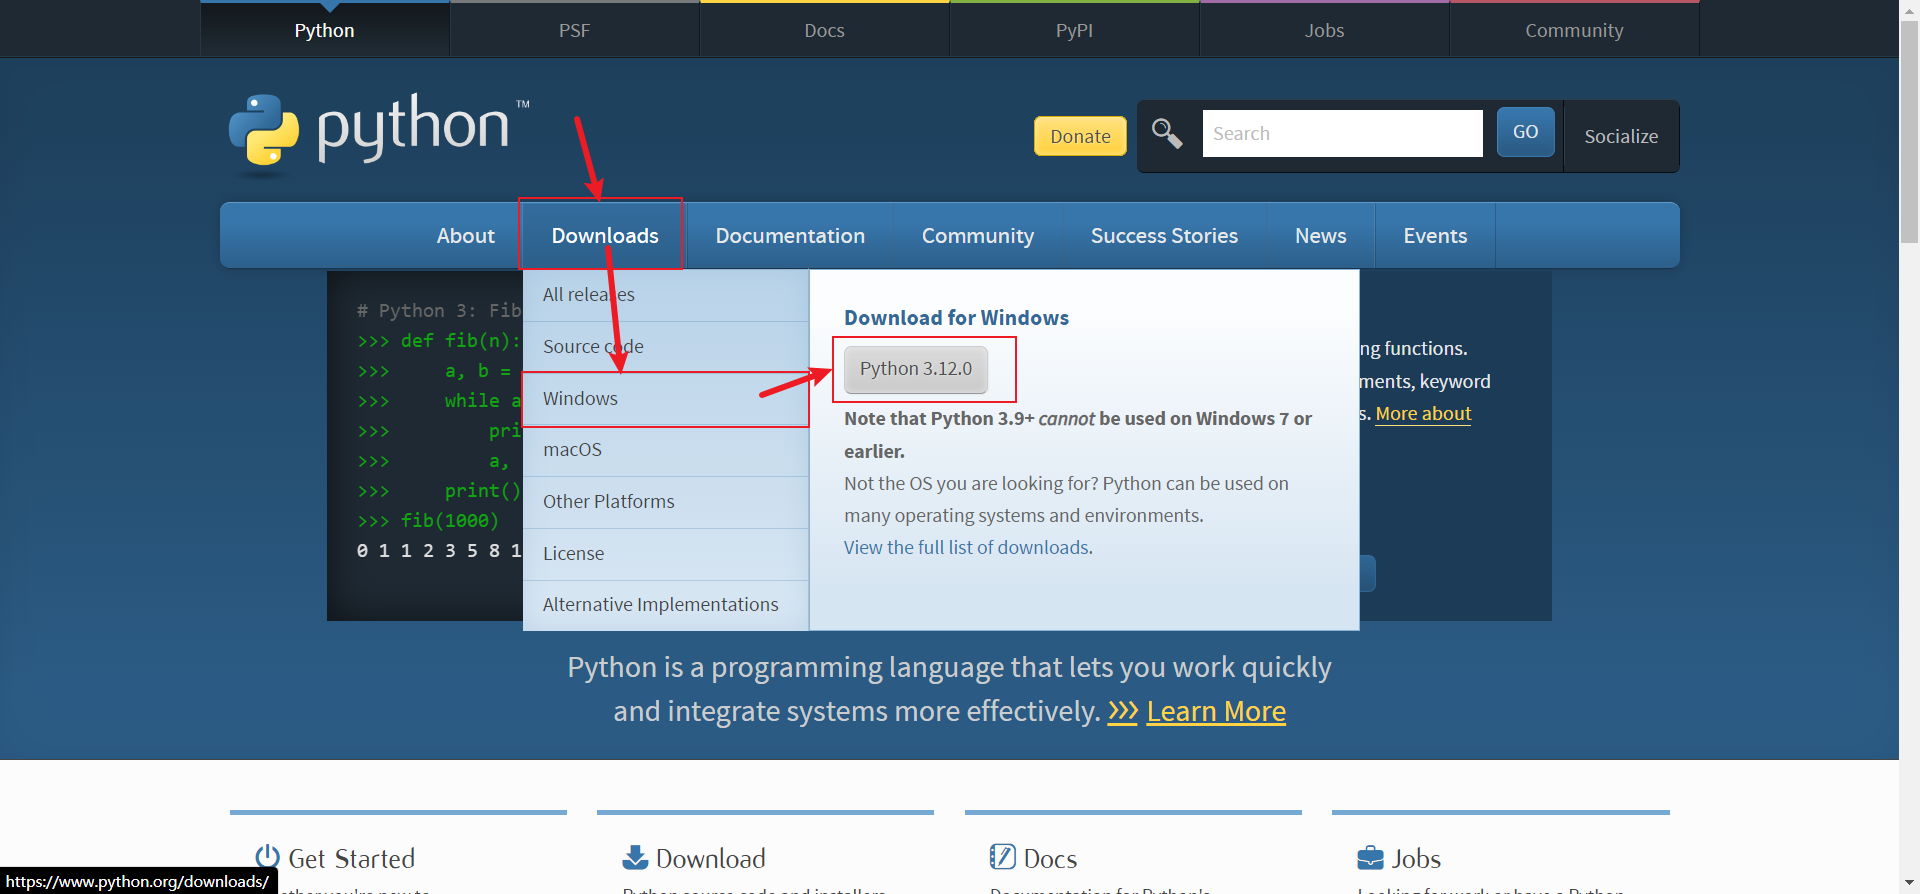 Python
PSF
Docs
PyPI
Jobs
Community
python™
Donate
Search
GO
Socialize
About
Downloads
Documentation
Community
Success Stories
News
Events
# Python 3: Fib
>>> def fib(n):
>>> a, b =
>>> while a
>>> pri
>>> a,
>>> print()
>>> fib(1000)
0 1 1 2 3 5 8 1
All releases
Source code
Windows
macOS
Other Platforms
License
Alternative Implementations
Download for Windows
Python 3.12.0
Note that Python 3.9+ cannot be used on Windows 7 or
earlier.
Not the OS you are looking for? Python can be used on
many operating systems and environments.
View the full list of downloads.
ng functions.
ments, keyword
s. More about
Python is a programming language that lets you work quickly
and integrate systems more effectively. >>> Learn More
Get Started
Download
Docs
Jobs
https://www.python.org/downloads/